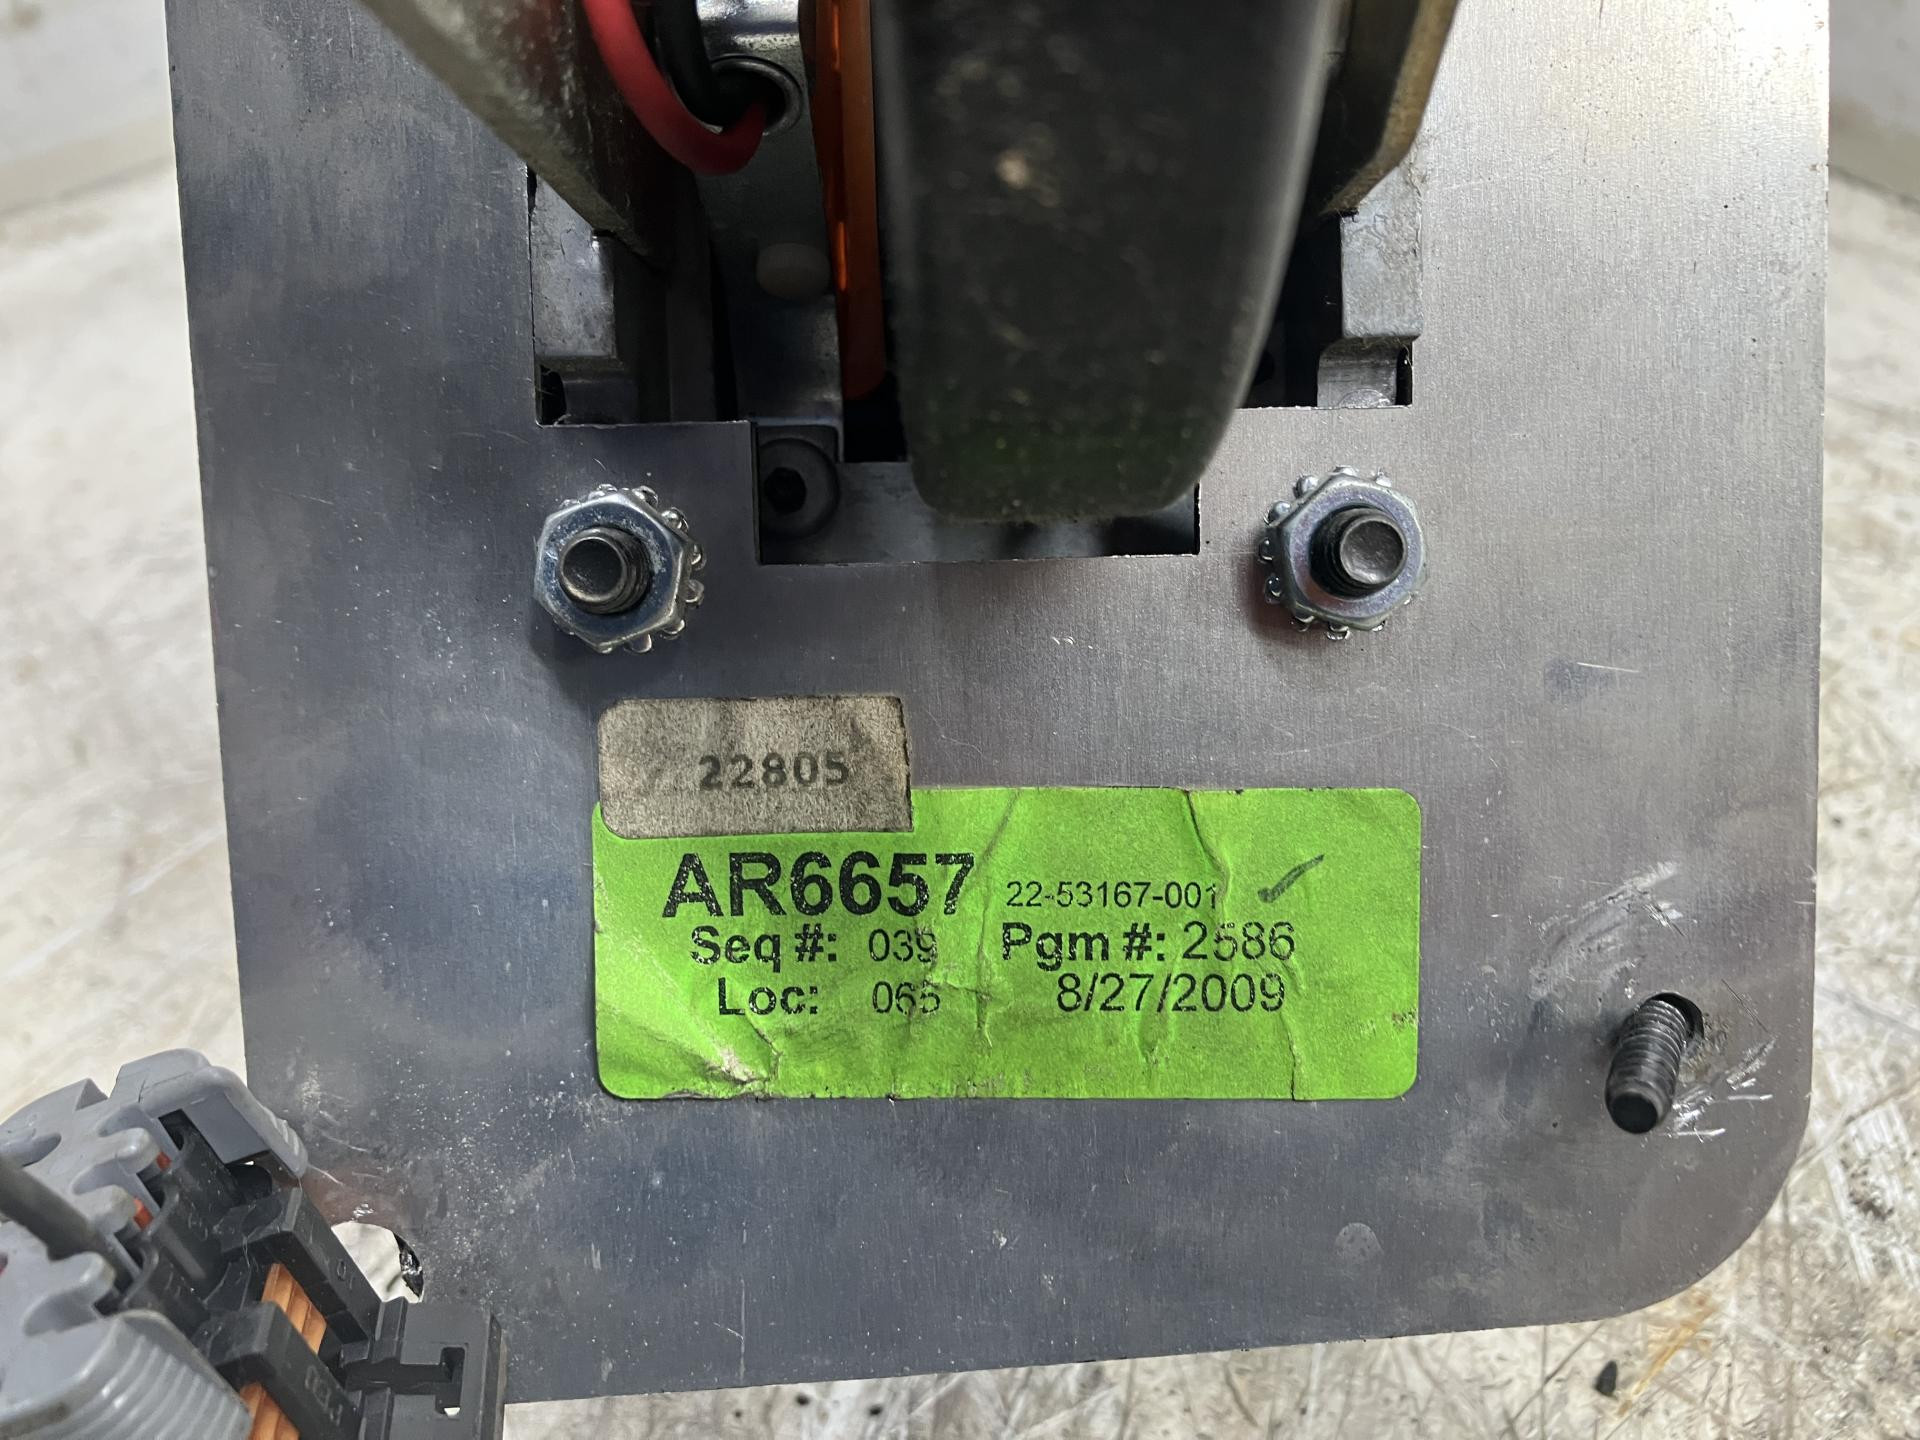 22805
AR6657 22-53167-001
Seq #: 039 Pgm #: 2586
Loc: 065 8/27/2009